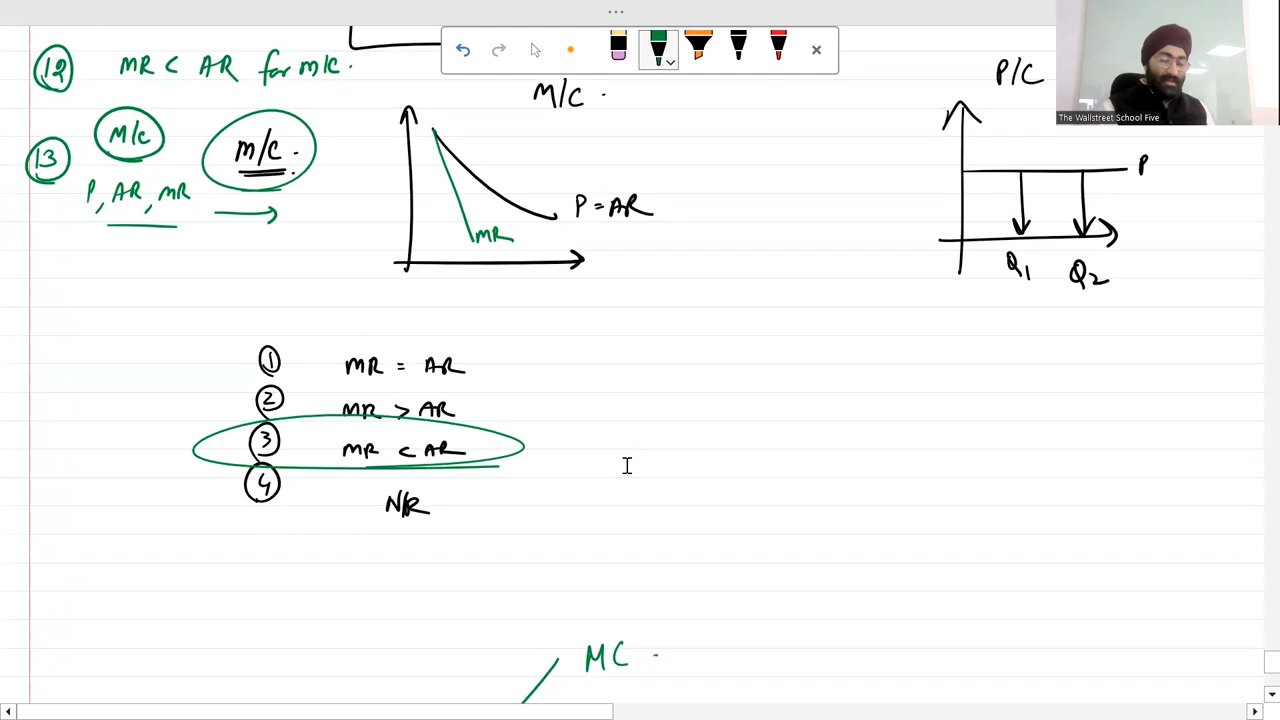 12 MR < AR for M/C.
13 M/C M/C.
P, AR, MR →
M/C.
P = AR
MR
P/C
P
Q1 Q2
The Wallstreet School Five
1 MR = AR
2 MR > AR
3 MR < AR
4 N/R
MC